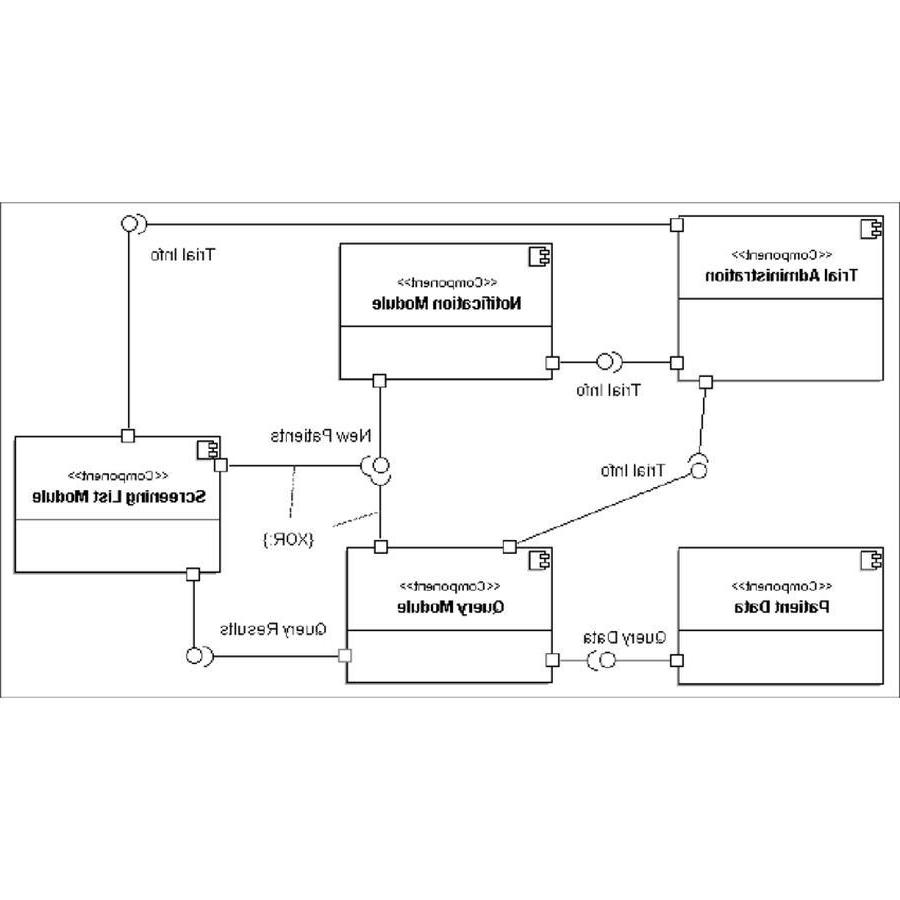 Trial Info
<<Component>>
Trial Administration
<<Component>>
Notification Module
Trial Info
New Patients
Trial Info
<<Component>>
Screening List Module
{XOR:}
<<Component>>
Query Module
<<Component>>
Patient Data
Query Results
Query Data